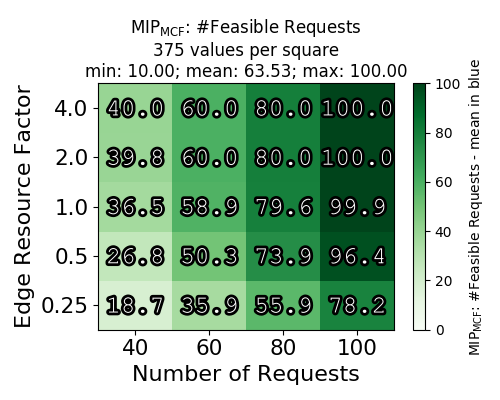 MIP_MCF: #Feasible Requests
375 values per square
min: 10.00; mean: 63.53; max: 100.00
Edge Resource Factor
4.0 40.0 60.0 80.0 100.0
2.0 39.8 60.0 80.0 100.0
1.0 36.5 58.9 79.6 99.9
0.5 26.8 50.3 73.9 96.4
0.25 18.7 35.9 55.9 78.2
40 60 80 100
Number of Requests
100
80
60
40
20
0
MIP_MCF: #Feasible Requests - mean in blue